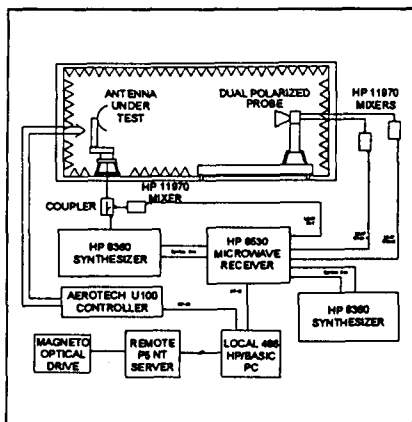 ANTENNA
UNDER
TEST
DUAL POLARIZED
PROBE
HP 11970
MIXERS
HP 11970
MIXER
COUPLER
HP 8360
SYNTHESIZER
HP 8530
MICROWAVE
RECEIVER
AEROTECH U100
CONTROLLER
HP 8360
SYNTHESIZER
MAGNETO
OPTICAL
DRIVE
REMOTE
P5 NT
SERVER
LOCAL 486
HP/BASIC
PC